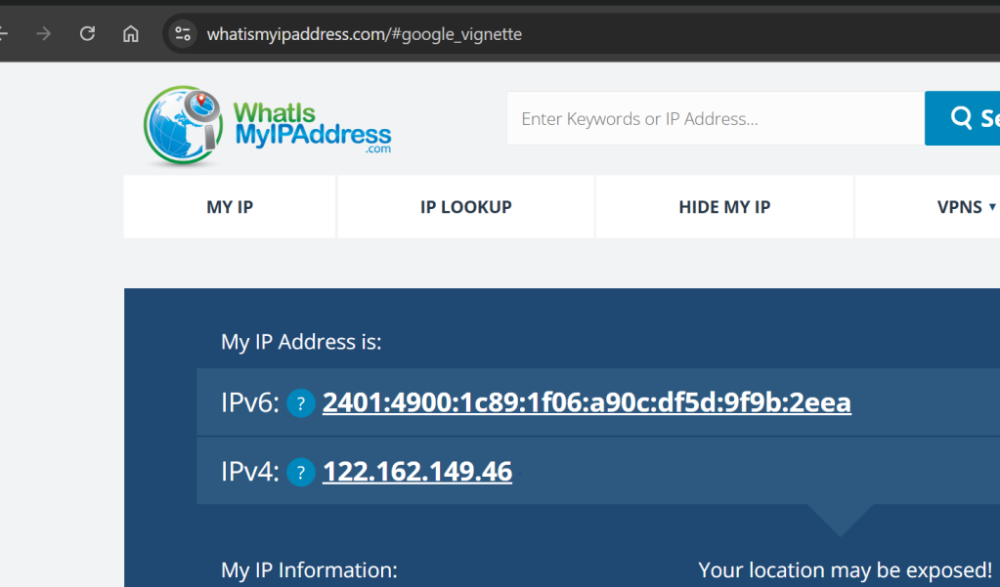 whatismyipaddress.com/#google_vignette
WhatIs
MyIPAddress
.com
Enter Keywords or IP Address...
MY IP
IP LOOKUP
HIDE MY IP
VPNS
My IP Address is:
IPv6: ? 2401:4900:1c89:1f06:a90c:df5d:9f9b:2eea
IPv4: ? 122.162.149.46
My IP Information:
Your location may be exposed!